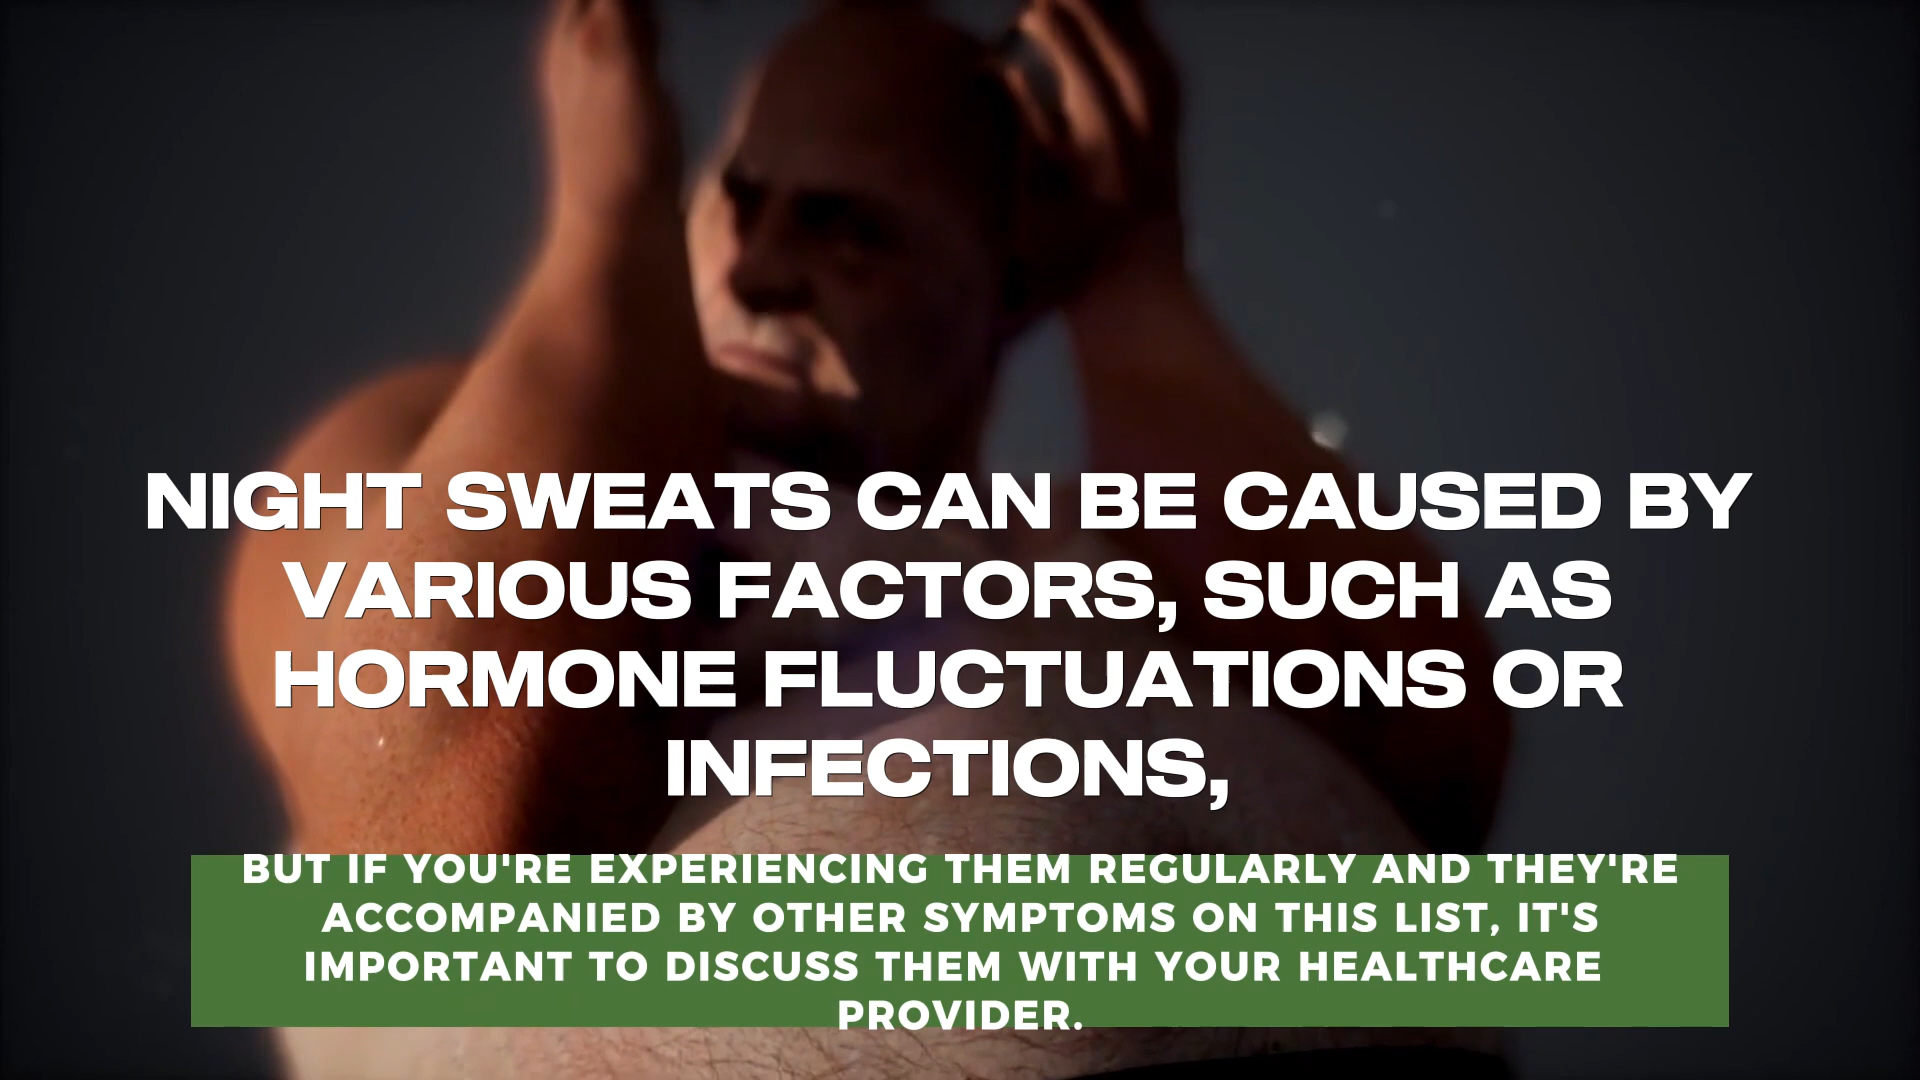 NIGHT SWEATS CAN BE CAUSED BY
VARIOUS FACTORS, SUCH AS
HORMONE FLUCTUATIONS OR
INFECTIONS,
BUT IF YOU'RE EXPERIENCING THEM REGULARLY AND THEY'RE
ACCOMPANIED BY OTHER SYMPTOMS ON THIS LIST, IT'S
IMPORTANT TO DISCUSS THEM WITH YOUR HEALTHCARE
PROVIDER.